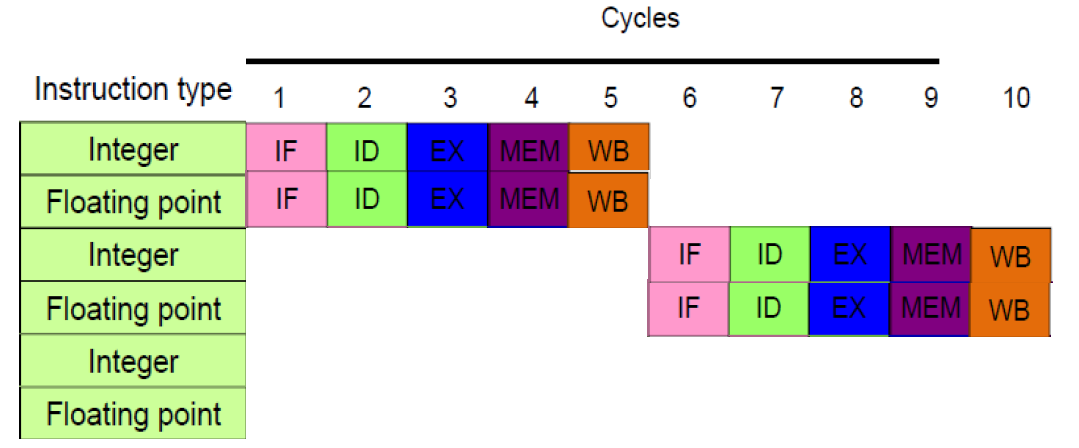 Cycles
Instruction type 1 2 3 4 5 6 7 8 9 10
Integer IF ID EX MEM WB
Floating point IF ID EX MEM WB
Integer IF ID EX MEM WB
Floating point IF ID EX MEM WB
Integer
Floating point